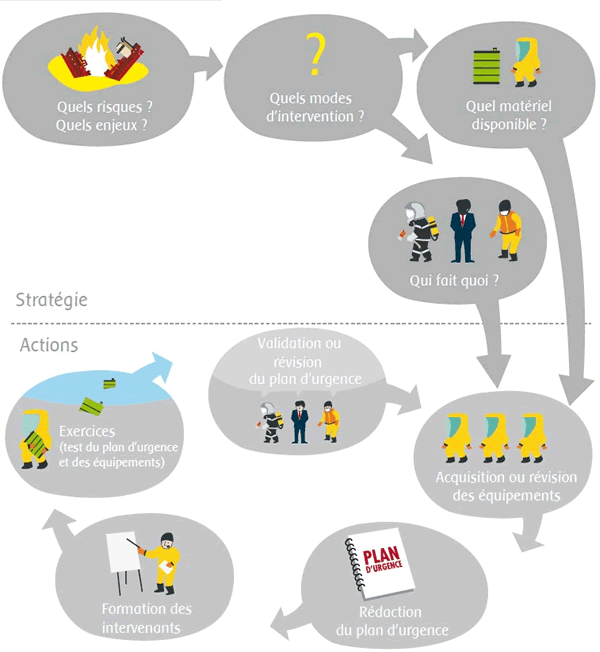 Quels risques ?
Quels enjeux ?
?
Quels modes
d'intervention ?
Quel matériel
disponible ?
Qui fait quoi ?
Stratégie
Actions
Validation ou
révision
du plan d'urgence
Exercices
(test du plan d'urgence
et des équipements)
Acquisition ou révision
des équipements
PLAN
D'URGENCE
Rédaction
du plan d'urgence
Formation des
intervenants